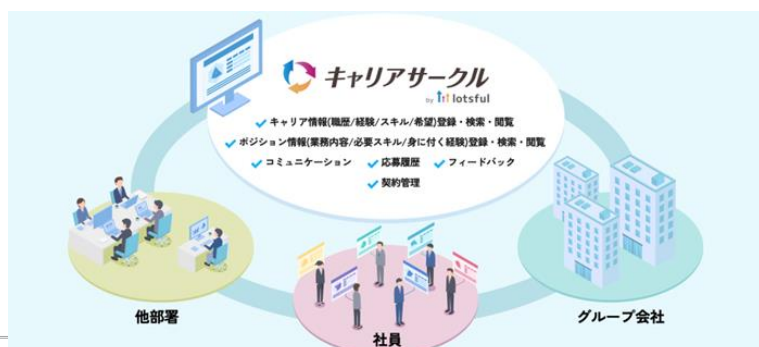 キャリアサークル
by lotsful
✓ キャリア情報(職歴/経験/スキル/希望)登録・検索・閲覧
✓ ポジション情報(業務内容/必要スキル/身に付く経験)登録・検索・閲覧
✓ コミュニケーション ✓ 応募履歴 ✓ フィードバック
✓ 契約管理
他部署
社員
グループ会社